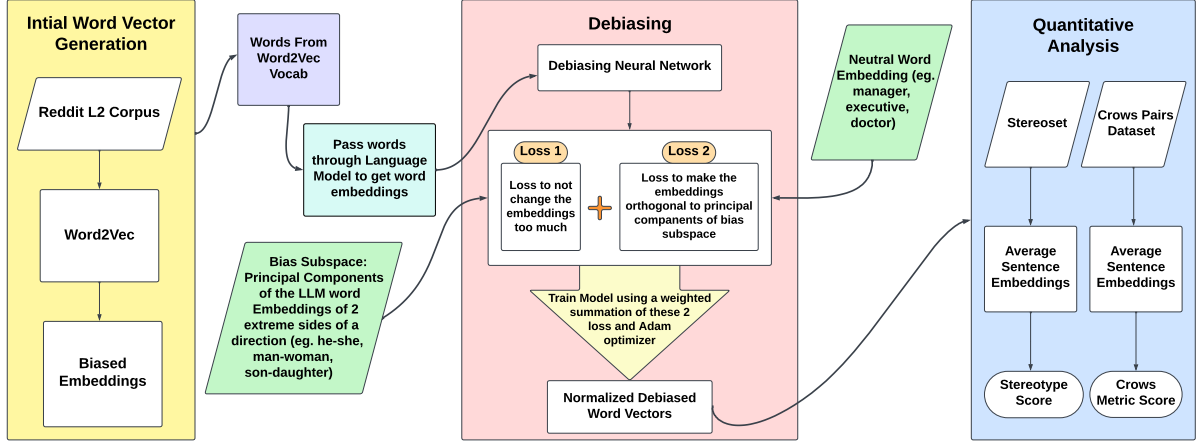 Intial Word Vector
Generation
Reddit L2 Corpus
Word2Vec
Biased
Embeddings
Words From
Word2Vec
Vocab
Pass words
through Language
Model to get word
embeddings
Bias Subspace:
Principal Components
of the LLM word
Embeddings of 2
extreme sides of a
direction (eg. he-she,
man-woman,
son-daughter)
Debiasing
Debiasing Neural Network
Loss 1
Loss to not
change the
embeddings
too much
Loss 2
Loss to make the
embeddings
orthogonal to principal
companents of bias
subspace
Train Model using a weighted
summation of these 2
loss and Adam
optimizer
Normalized Debiased
Word Vectors
Neutral Word
Embedding (eg.
manager,
executive,
doctor)
Quantitative
Analysis
Stereoset
Average
Sentence
Embeddings
Stereotype
Score
Crows Pairs
Dataset
Average
Sentence
Embeddings
Crows
Metric Score